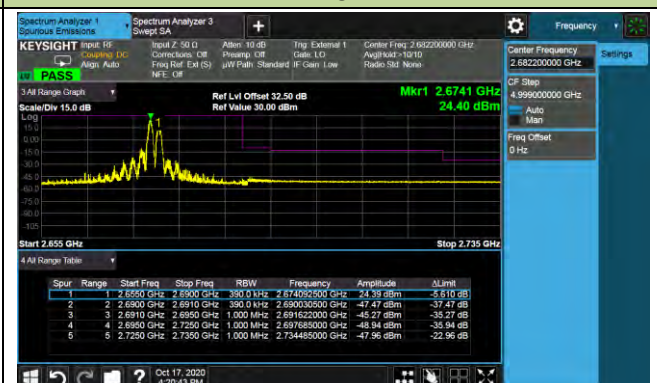 Spectrum Analyzer 1
Spurious Emissions
Spectrum Analyzer 3
Swept SA
+
Frequency
KEYSIGHT
Input: RF
Coupling: DC
Align: Auto
Input Z: 50 Ω
Corrections: Off
Freq Ref: Ext (S)
NFE: Off
Atten: 10 dB
Preamp: Off
µW Path: Standard
Trig: External 1
Gate: LO
IF Gain: Low
Center Freq: 2.682200000 GHz
Avg|Hold:>10/10
Radio Std: None
PASS
Center Frequency
2.682200000 GHz
Settings
CF Step
4.999000000 GHz
Auto
Man
Freq Offset
0 Hz
3 All Range Graph
Scale/Div 15.0 dB
Ref Lvl Offset 32.50 dB
Ref Value 30.00 dBm
Mkr1 2.6741 GHz
24.40 dBm
Log
15.0
0.00
-15.0
-30.0
-45.0
-60.0
-75.0
-90.0
-105
1
Start 2.655 GHz
Stop 2.735 GHz
4 All Range Table
Spur Range Start Freq Stop Freq RBW Frequency Amplitude ΔLimit
1 1 2.6550 GHz 2.6900 GHz 390.0 kHz 2.674092500 GHz 24.39 dBm -5.610 dB
2 2 2.6900 GHz 2.6910 GHz 390.0 kHz 2.690030500 GHz -47.47 dBm -37.47 dB
3 3 2.6910 GHz 2.6950 GHz 1.000 MHz 2.691622000 GHz -45.27 dBm -35.27 dB
4 4 2.6950 GHz 2.7250 GHz 1.000 MHz 2.697685000 GHz -48.94 dBm -35.94 dB
5 5 2.7250 GHz 2.7350 GHz 1.000 MHz 2.734485000 GHz -47.96 dBm -22.96 dB
?
Oct 17, 2020
4:20:43 PM